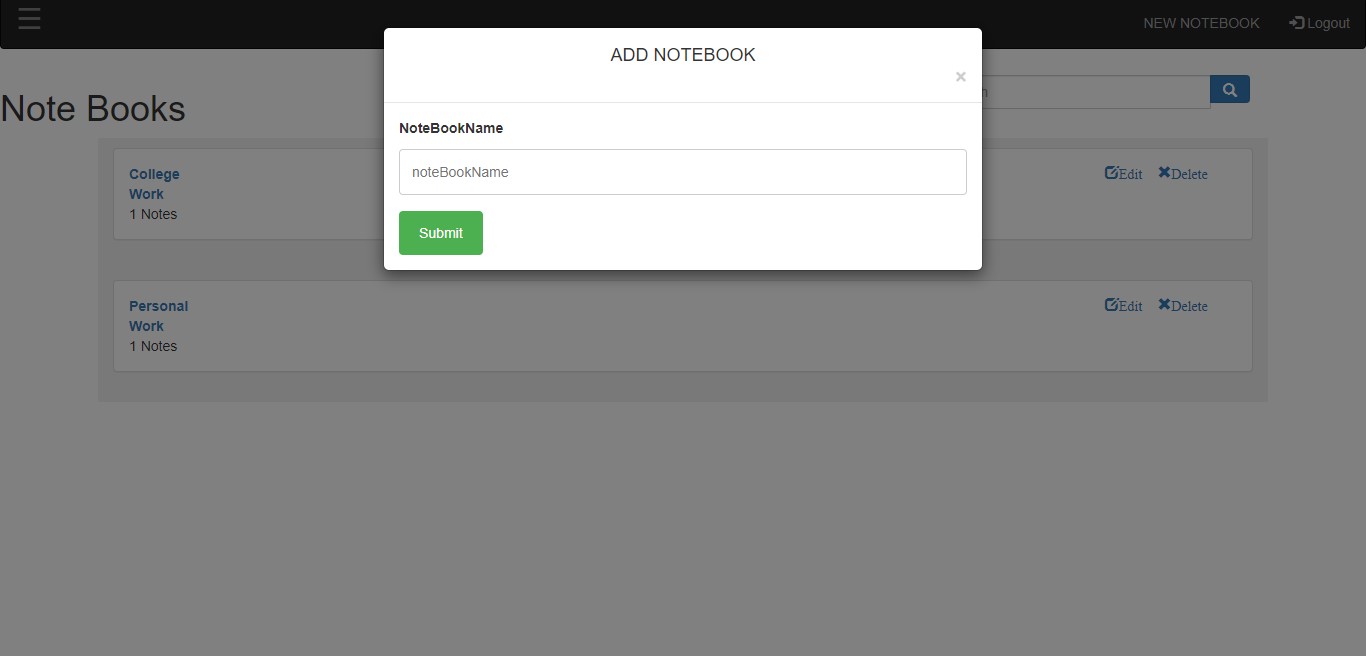 NEW NOTEBOOK Logout
ADD NOTEBOOK
×
Note Books
NoteBookName
noteBookName
Submit
College
Work
1 Notes
Edit Delete
Personal
Work
1 Notes
Edit Delete